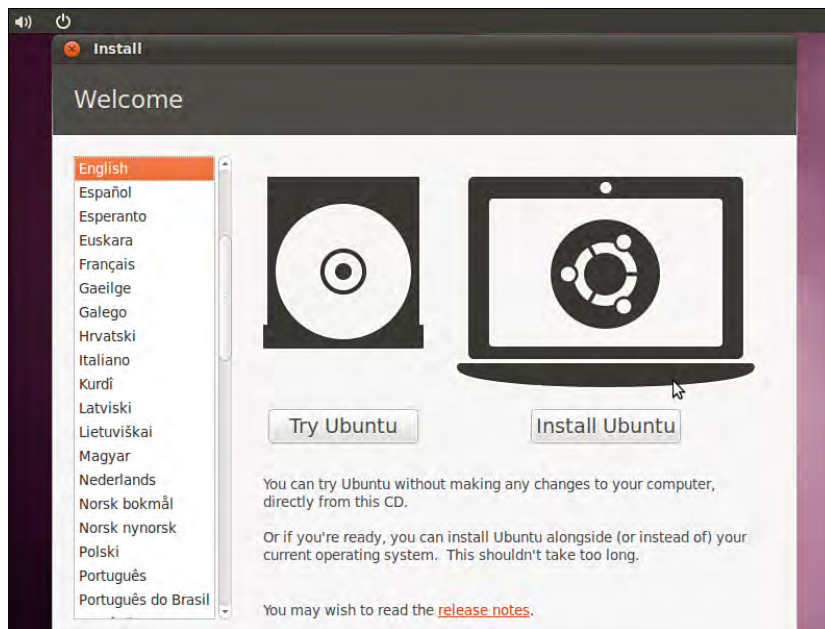 Install
Welcome
English
Español
Esperanto
Euskara
Français
Gaeilge
Galego
Hrvatski
Italiano
Kurdî
Latviski
Lietuviškai
Magyar
Nederlands
Norsk bokmål
Norsk nynorsk
Polski
Português
Português do Brasil
Try Ubuntu
Install Ubuntu
You can try Ubuntu without making any changes to your computer,
directly from this CD.
Or if you're ready, you can install Ubuntu alongside (or instead of) your
current operating system.  This shouldn't take too long.
You may wish to read the release notes.